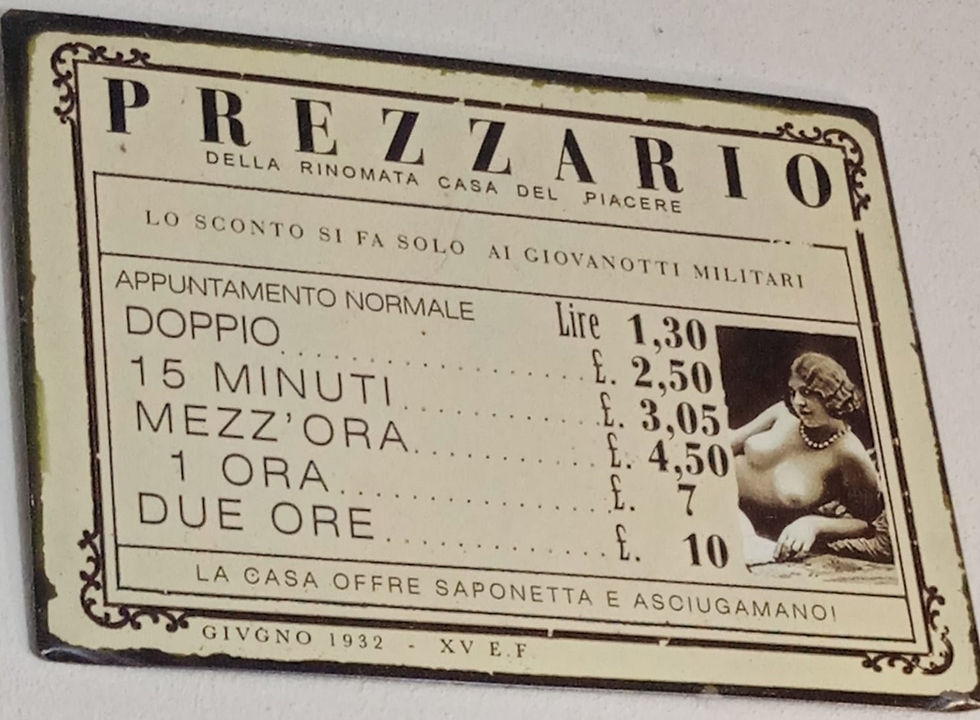 PREZZARIO
DELLA RINOMATA CASA DEL PIACERE
LO SCONTO SI FA SOLO AI GIOVANOTTI MILITARI
APPUNTAMENTO NORMALE Lire 1,30
DOPPIO.................... £. 2,50
15 MINUTI.............. £. 3,05
MEZZ'ORA.............. £. 4,50
1 ORA................... £. 7
DUE ORE................ £. 10
LA CASA OFFRE SAPONETTA E ASCIUGAMANO!
GIVGNO 1932 - XV E.F.